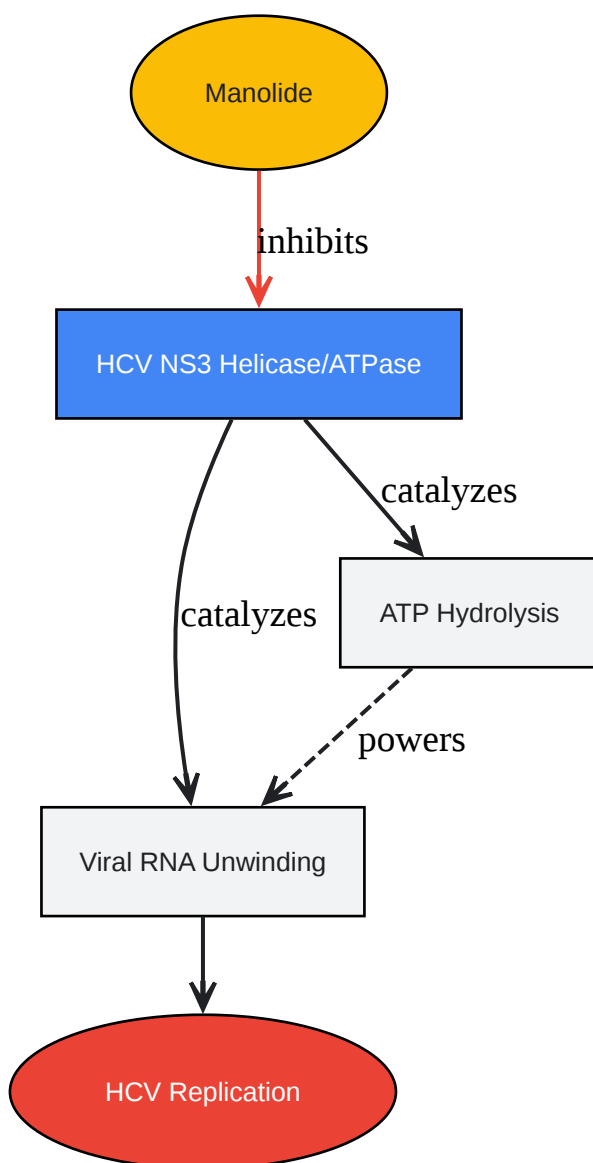 Manolide
inhibits
HCV NS3 Helicase/ATPase
catalyzes
ATP Hydrolysis
catalyzes
powers
Viral RNA Unwinding
HCV Replication